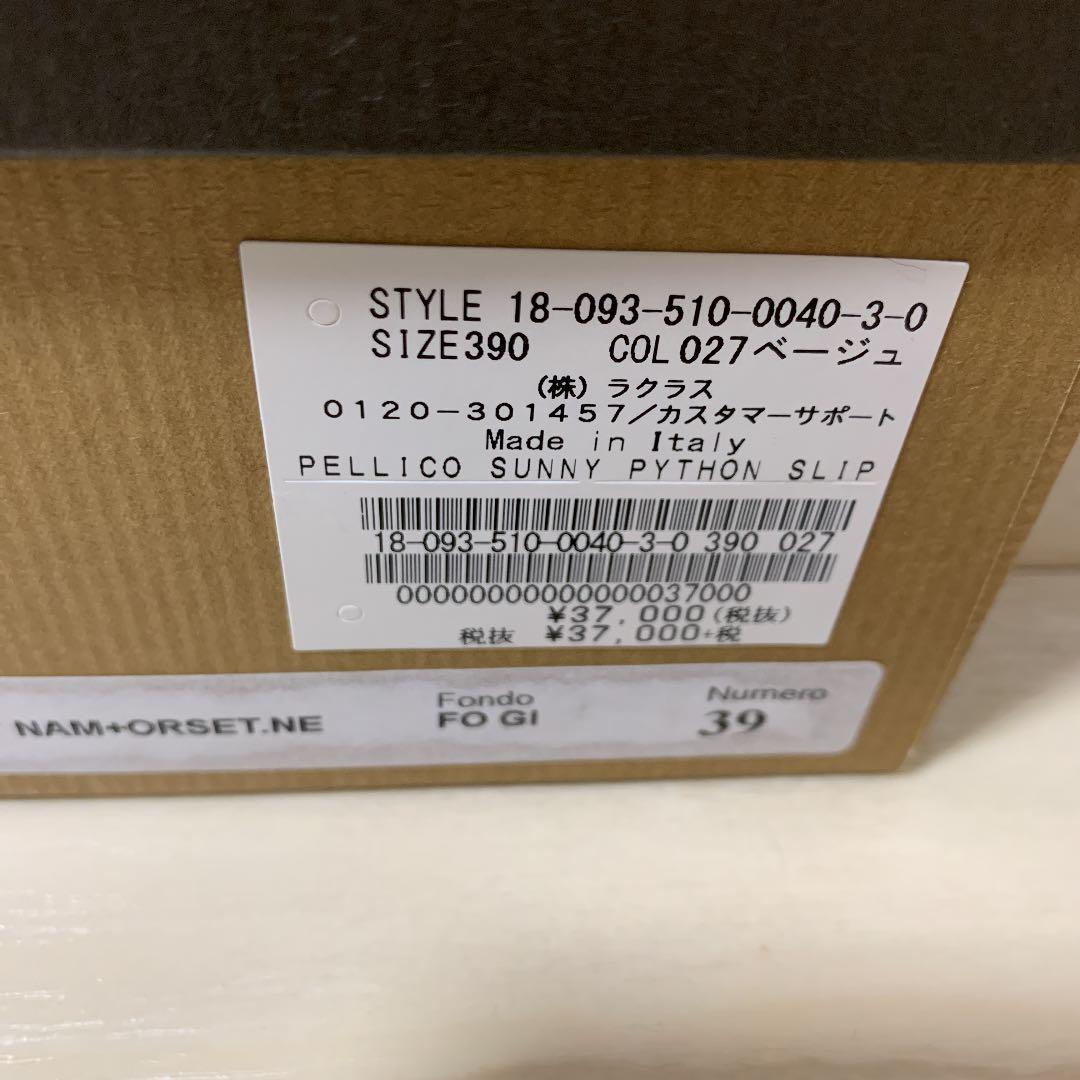 STYLE 18-093-510-0040-3-0
SIZE390 COL027ベージュ
(株)ラクラス
0120-301457/カスタマーサポート
Made in Italy
PELLICO SUNNY PYTHON SLIP
18-093-510-0040-3-0 390 027
00000000000000037000
¥37,000(税抜)
税抜 ¥37,000+税
Fondo Numero
NAM+ORSET.NE FO GI 39